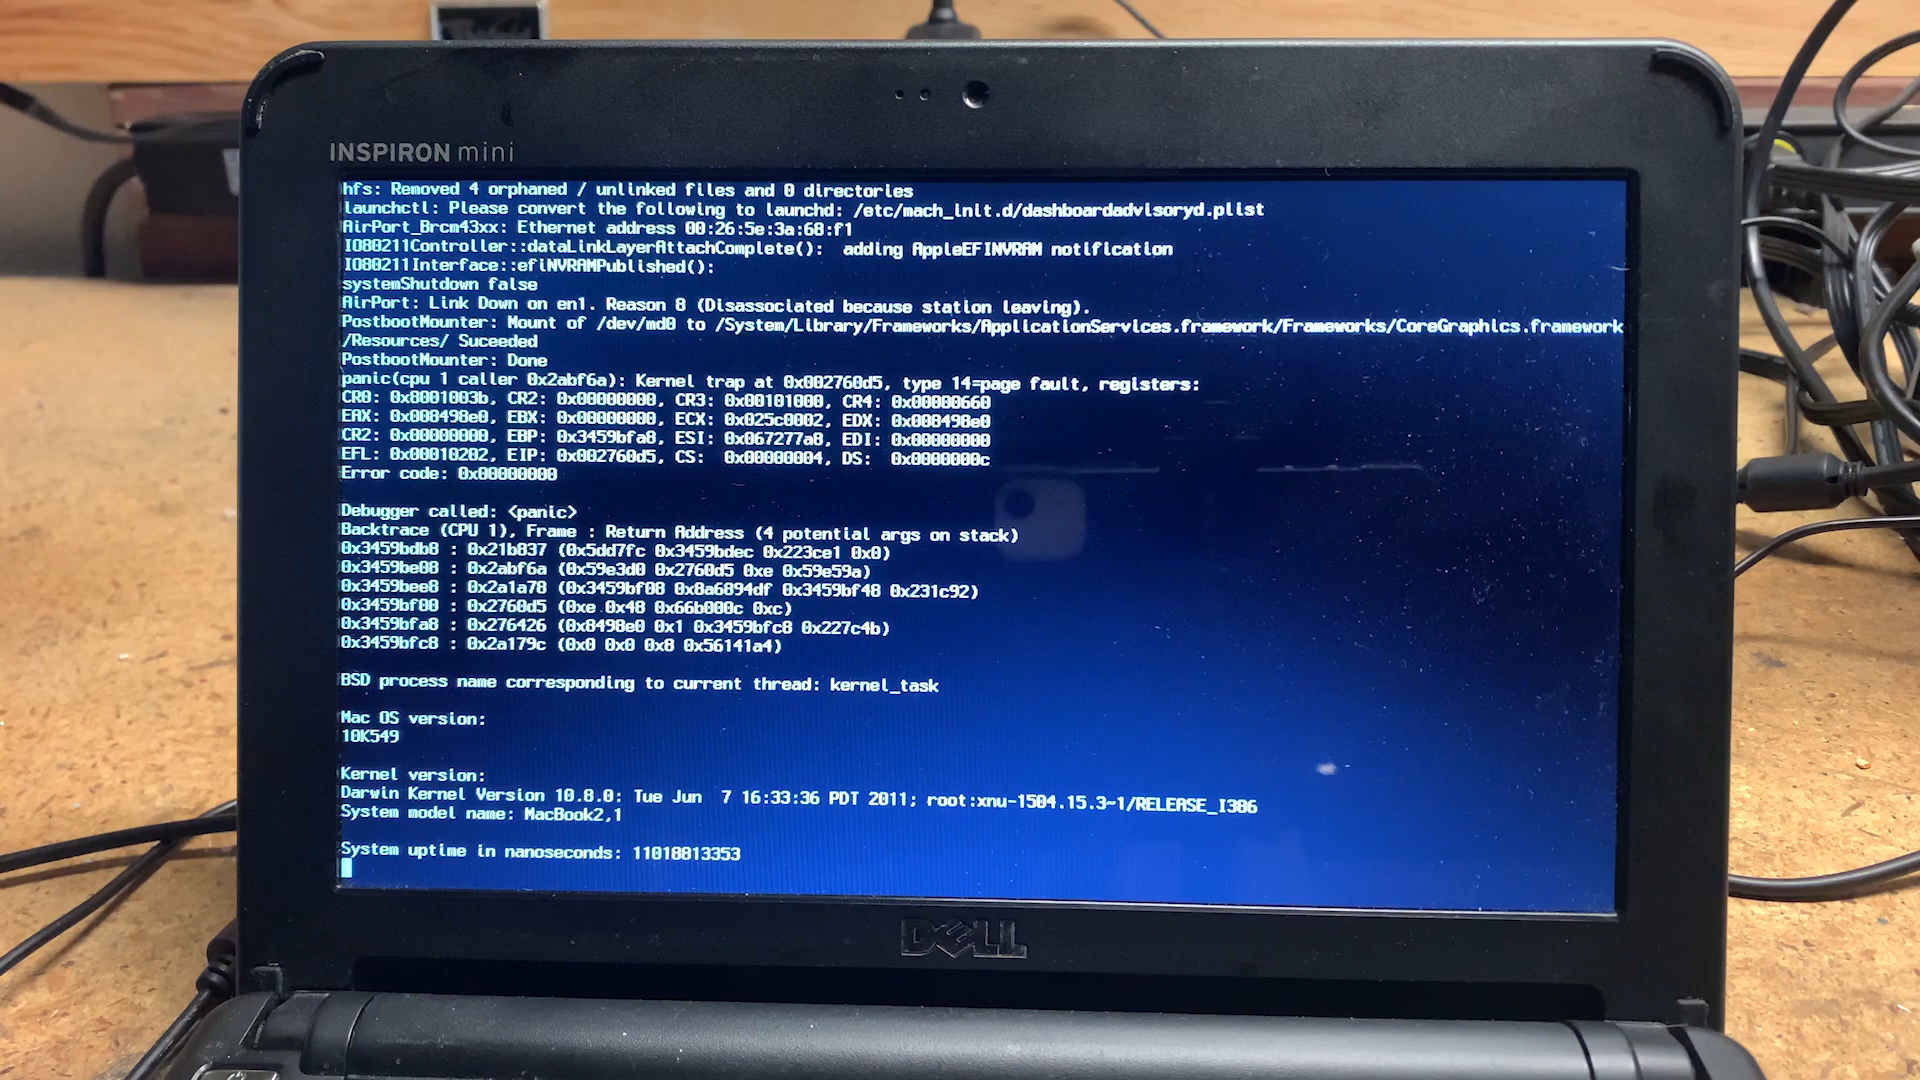 INSPIRON mini
hfs: Removed 4 orphaned / unlinked files and 0 directories
launchctl: Please convert the following to launchd: /etc/mach_init.d/dashboardadvisoryd.plist
AirPort_Brcm43xx: Ethernet address 00:26:5e:3a:68:f1
IO80211Controller::dataLinkLayerAttachComplete():  adding AppleEFINVRAM notification
IO80211Interface::efiNVRAMPublished():
systemShutdown false
AirPort: Link Down on en1. Reason 8 (Disassociated because station leaving).
PostbootMounter: Mount of /dev/md0 to /System/Library/Frameworks/ApplicationServices.framework/Frameworks/CoreGraphics.framework
/Resources/ Suceeded
PostbootMounter: Done
panic(cpu 1 caller 0x2abf6a): Kernel trap at 0x002760d5, type 14=page fault, registers:
CR0: 0x8001003b, CR2: 0x00000000, CR3: 0x00101000, CR4: 0x00000660
EAX: 0x008498e0, EBX: 0x00000000, ECX: 0x025c0002, EDX: 0x008498e0
CR2: 0x00000000, EBP: 0x3459bfa8, ESI: 0x067277a8, EDI: 0x00000000
EFL: 0x00010202, EIP: 0x002760d5, CS:  0x00000004, DS:  0x0000000c
Error code: 0x00000000
Debugger called: <panic>
Backtrace (CPU 1), Frame : Return Address (4 potential args on stack)
0x3459bdb8 : 0x21b837 (0x5dd7fc 0x3459bdec 0x223ce1 0x0)
0x3459be08 : 0x2abf6a (0x59e3d0 0x2760d5 0xe 0x59e59a)
0x3459bee8 : 0x2a1a78 (0x3459bf08 0x8a6894df 0x3459bf48 0x231c92)
0x3459bf00 : 0x2760d5 (0xe 0x48 0x66b000c 0xc)
0x3459bfa8 : 0x276426 (0x8498e0 0x1 0x3459bfc8 0x227c4b)
0x3459bfc8 : 0x2a179c (0x0 0x0 0x8 0x56141a4)
BSD process name corresponding to current thread: kernel_task
Mac OS version:
10K549
Kernel version:
Darwin Kernel Version 10.8.0: Tue Jun  7 16:33:36 PDT 2011; root:xnu-1504.15.3~1/RELEASE_I386
System model name: MacBook2,1
System uptime in nanoseconds: 11018813353
DELL